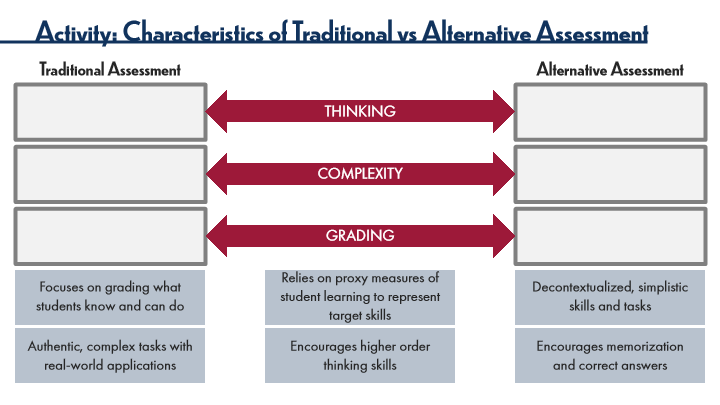 Activity: Characteristics of Traditional vs Alternative Assessment
Traditional Assessment
Alternative Assessment
THINKING
COMPLEXITY
GRADING
Focuses on grading what
students know and can do
Relies on proxy measures of
student learning to represent
target skills
Decontextualized, simplistic
skills and tasks
Authentic, complex tasks with
real-world applications
Encourages higher order
thinking skills
Encourages memorization
and correct answers